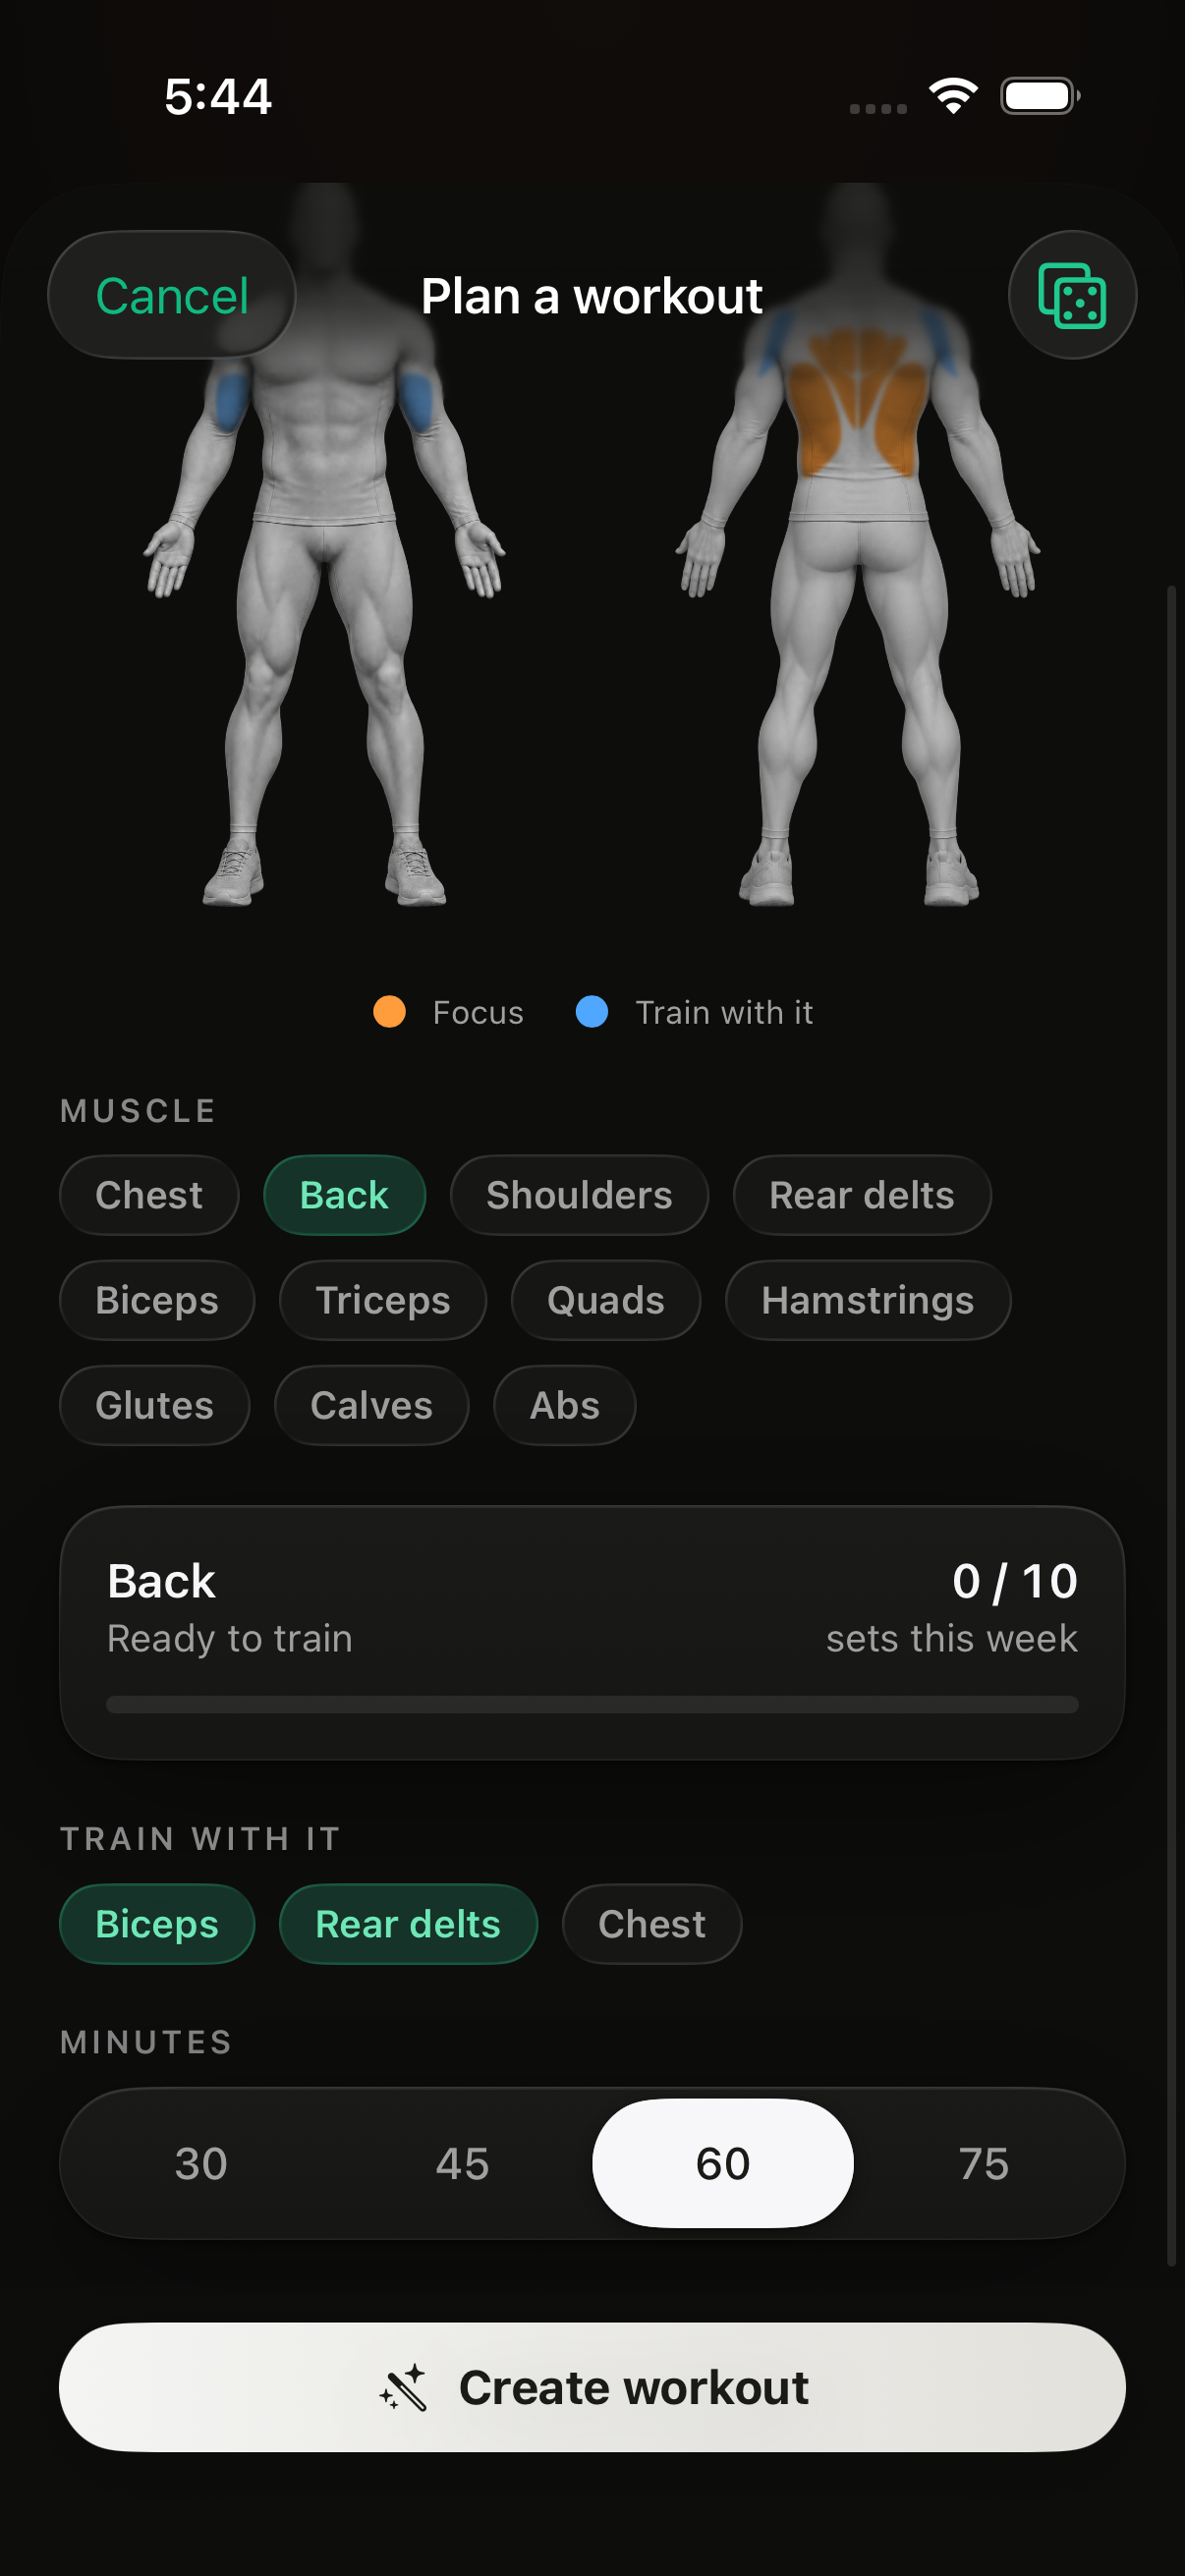 5:44
Cancel
Plan a workout
Focus
Train with it
MUSCLE
Chest
Back
Shoulders
Rear delts
Biceps
Triceps
Quads
Hamstrings
Glutes
Calves
Abs
Back
0 / 10
Ready to train
sets this week
TRAIN WITH IT
Biceps
Rear delts
Chest
MINUTES
30
45
60
75
Create workout